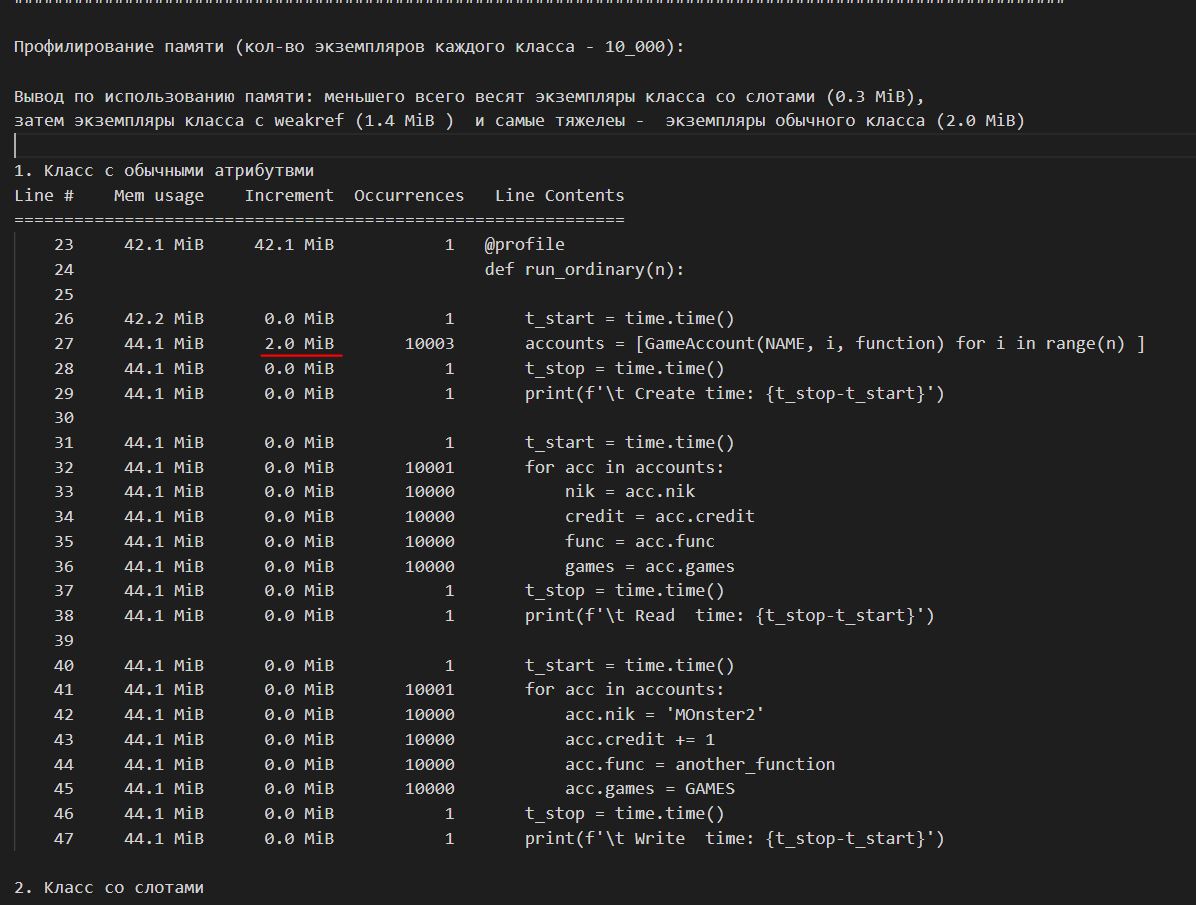 Профилирование памяти (кол-во экземпляров каждого класса - 10_000):
Вывод по использованию памяти: меньшего всего весят экземпляры класса со слотами (0.3 MiB),
затем экземпляры класса с weakref (1.4 MiB )  и самые тяжелеы -  экземпляры обычного класса (2.0 MiB)
1. Класс с обычными атрибутвми
Line #    Mem usage    Increment  Occurrences   Line Contents
=============================================================
    23     42.1 MiB     42.1 MiB           1   @profile
    24                                         def run_ordinary(n):
    25
    26     42.2 MiB      0.0 MiB           1       t_start = time.time()
    27     44.1 MiB      2.0 MiB       10003       accounts = [GameAccount(NAME, i, function) for i in range(n) ]
    28     44.1 MiB      0.0 MiB           1       t_stop = time.time()
    29     44.1 MiB      0.0 MiB           1       print(f'\t Create time: {t_stop-t_start}')
    30
    31     44.1 MiB      0.0 MiB           1       t_start = time.time()
    32     44.1 MiB      0.0 MiB       10001       for acc in accounts:
    33     44.1 MiB      0.0 MiB       10000           nik = acc.nik
    34     44.1 MiB      0.0 MiB       10000           credit = acc.credit
    35     44.1 MiB      0.0 MiB       10000           func = acc.func
    36     44.1 MiB      0.0 MiB       10000           games = acc.games
    37     44.1 MiB      0.0 MiB           1       t_stop = time.time()
    38     44.1 MiB      0.0 MiB           1       print(f'\t Read  time: {t_stop-t_start}')
    39
    40     44.1 MiB      0.0 MiB           1       t_start = time.time()
    41     44.1 MiB      0.0 MiB       10001       for acc in accounts:
    42     44.1 MiB      0.0 MiB       10000           acc.nik = 'MOnster2'
    43     44.1 MiB      0.0 MiB       10000           acc.credit += 1
    44     44.1 MiB      0.0 MiB       10000           acc.func = another_function
    45     44.1 MiB      0.0 MiB       10000           acc.games = GAMES
    46     44.1 MiB      0.0 MiB           1       t_stop = time.time()
    47     44.1 MiB      0.0 MiB           1       print(f'\t Write  time: {t_stop-t_start}')
2. Класс со слотами